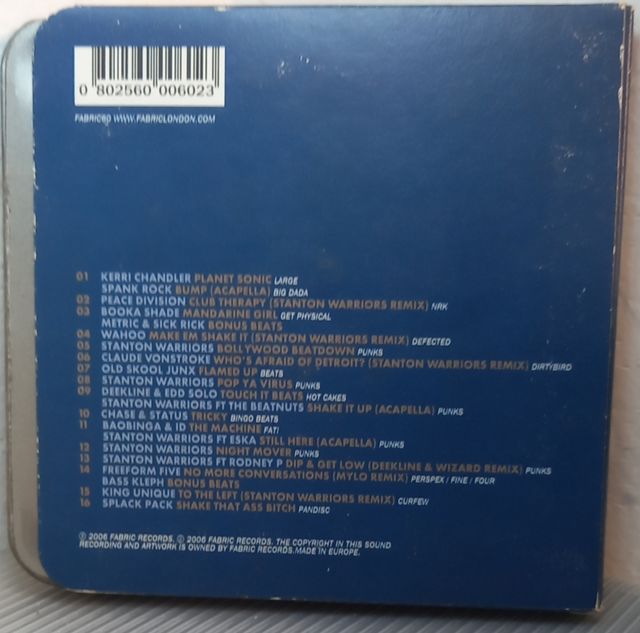 0 802560 006023
FABRIC60 WWW.FABRICLONDON.COM
01 KERRI CHANDLER PLANET SONIC LARGE
SPANK ROCK BUMP (ACAPELLA) BIG DADA
02 PEACE DIVISION CLUB THERAPY (STANTON WARRIORS REMIX) NRK
03 BOOKA SHADE MANDARINE GIRL GET PHYSICAL
METRIC & SICK RICK BONUS BEATS
04 WAHOO MAKE EM SHAKE IT (STANTON WARRIORS REMIX) DEFECTED
05 STANTON WARRIORS BOLLYWOOD BEATDOWN PUNKS
06 CLAUDE VONSTROKE WHO'S AFRAID OF DETROIT? (STANTON WARRIORS REMIX) DIRTYBIRD
07 OLD SKOOL JUNX FLAMED UP BEATS
08 STANTON WARRIORS POP YA VIRUS PUNKS
09 DEEKLINE & EDD SOLO TOUCH IT BEATS HOT CAKES
STANTON WARRIORS FT THE BEATNUTS SHAKE IT UP (ACAPELLA) PUNKS
10 CHASE & STATUS TRICKY BINGO BEATS
11 BAOBINGA & ID THE MACHINE FAT!
STANTON WARRIORS FT ESKA STILL HERE (ACAPELLA) PUNKS
12 STANTON WARRIORS NIGHT MOVER PUNKS
13 STANTON WARRIORS FT RODNEY P DIP & GET LOW (DEEKLINE & WIZARD REMIX) PUNKS
14 FREEFORM FIVE NO MORE CONVERSATIONS (MYLO REMIX) PERSPEX / FINE / FOUR
BASS KLEPH BONUS BEATS
15 KING UNIQUE TO THE LEFT (STANTON WARRIORS REMIX) CURFEW
16 SPLACK PACK SHAKE THAT ASS BITCH PANDISC
℗ 2006 FABRIC RECORDS. © 2006 FABRIC RECORDS. THE COPYRIGHT IN THIS SOUND
RECORDING AND ARTWORK IS OWNED BY FABRIC RECORDS.MADE IN EUROPE.